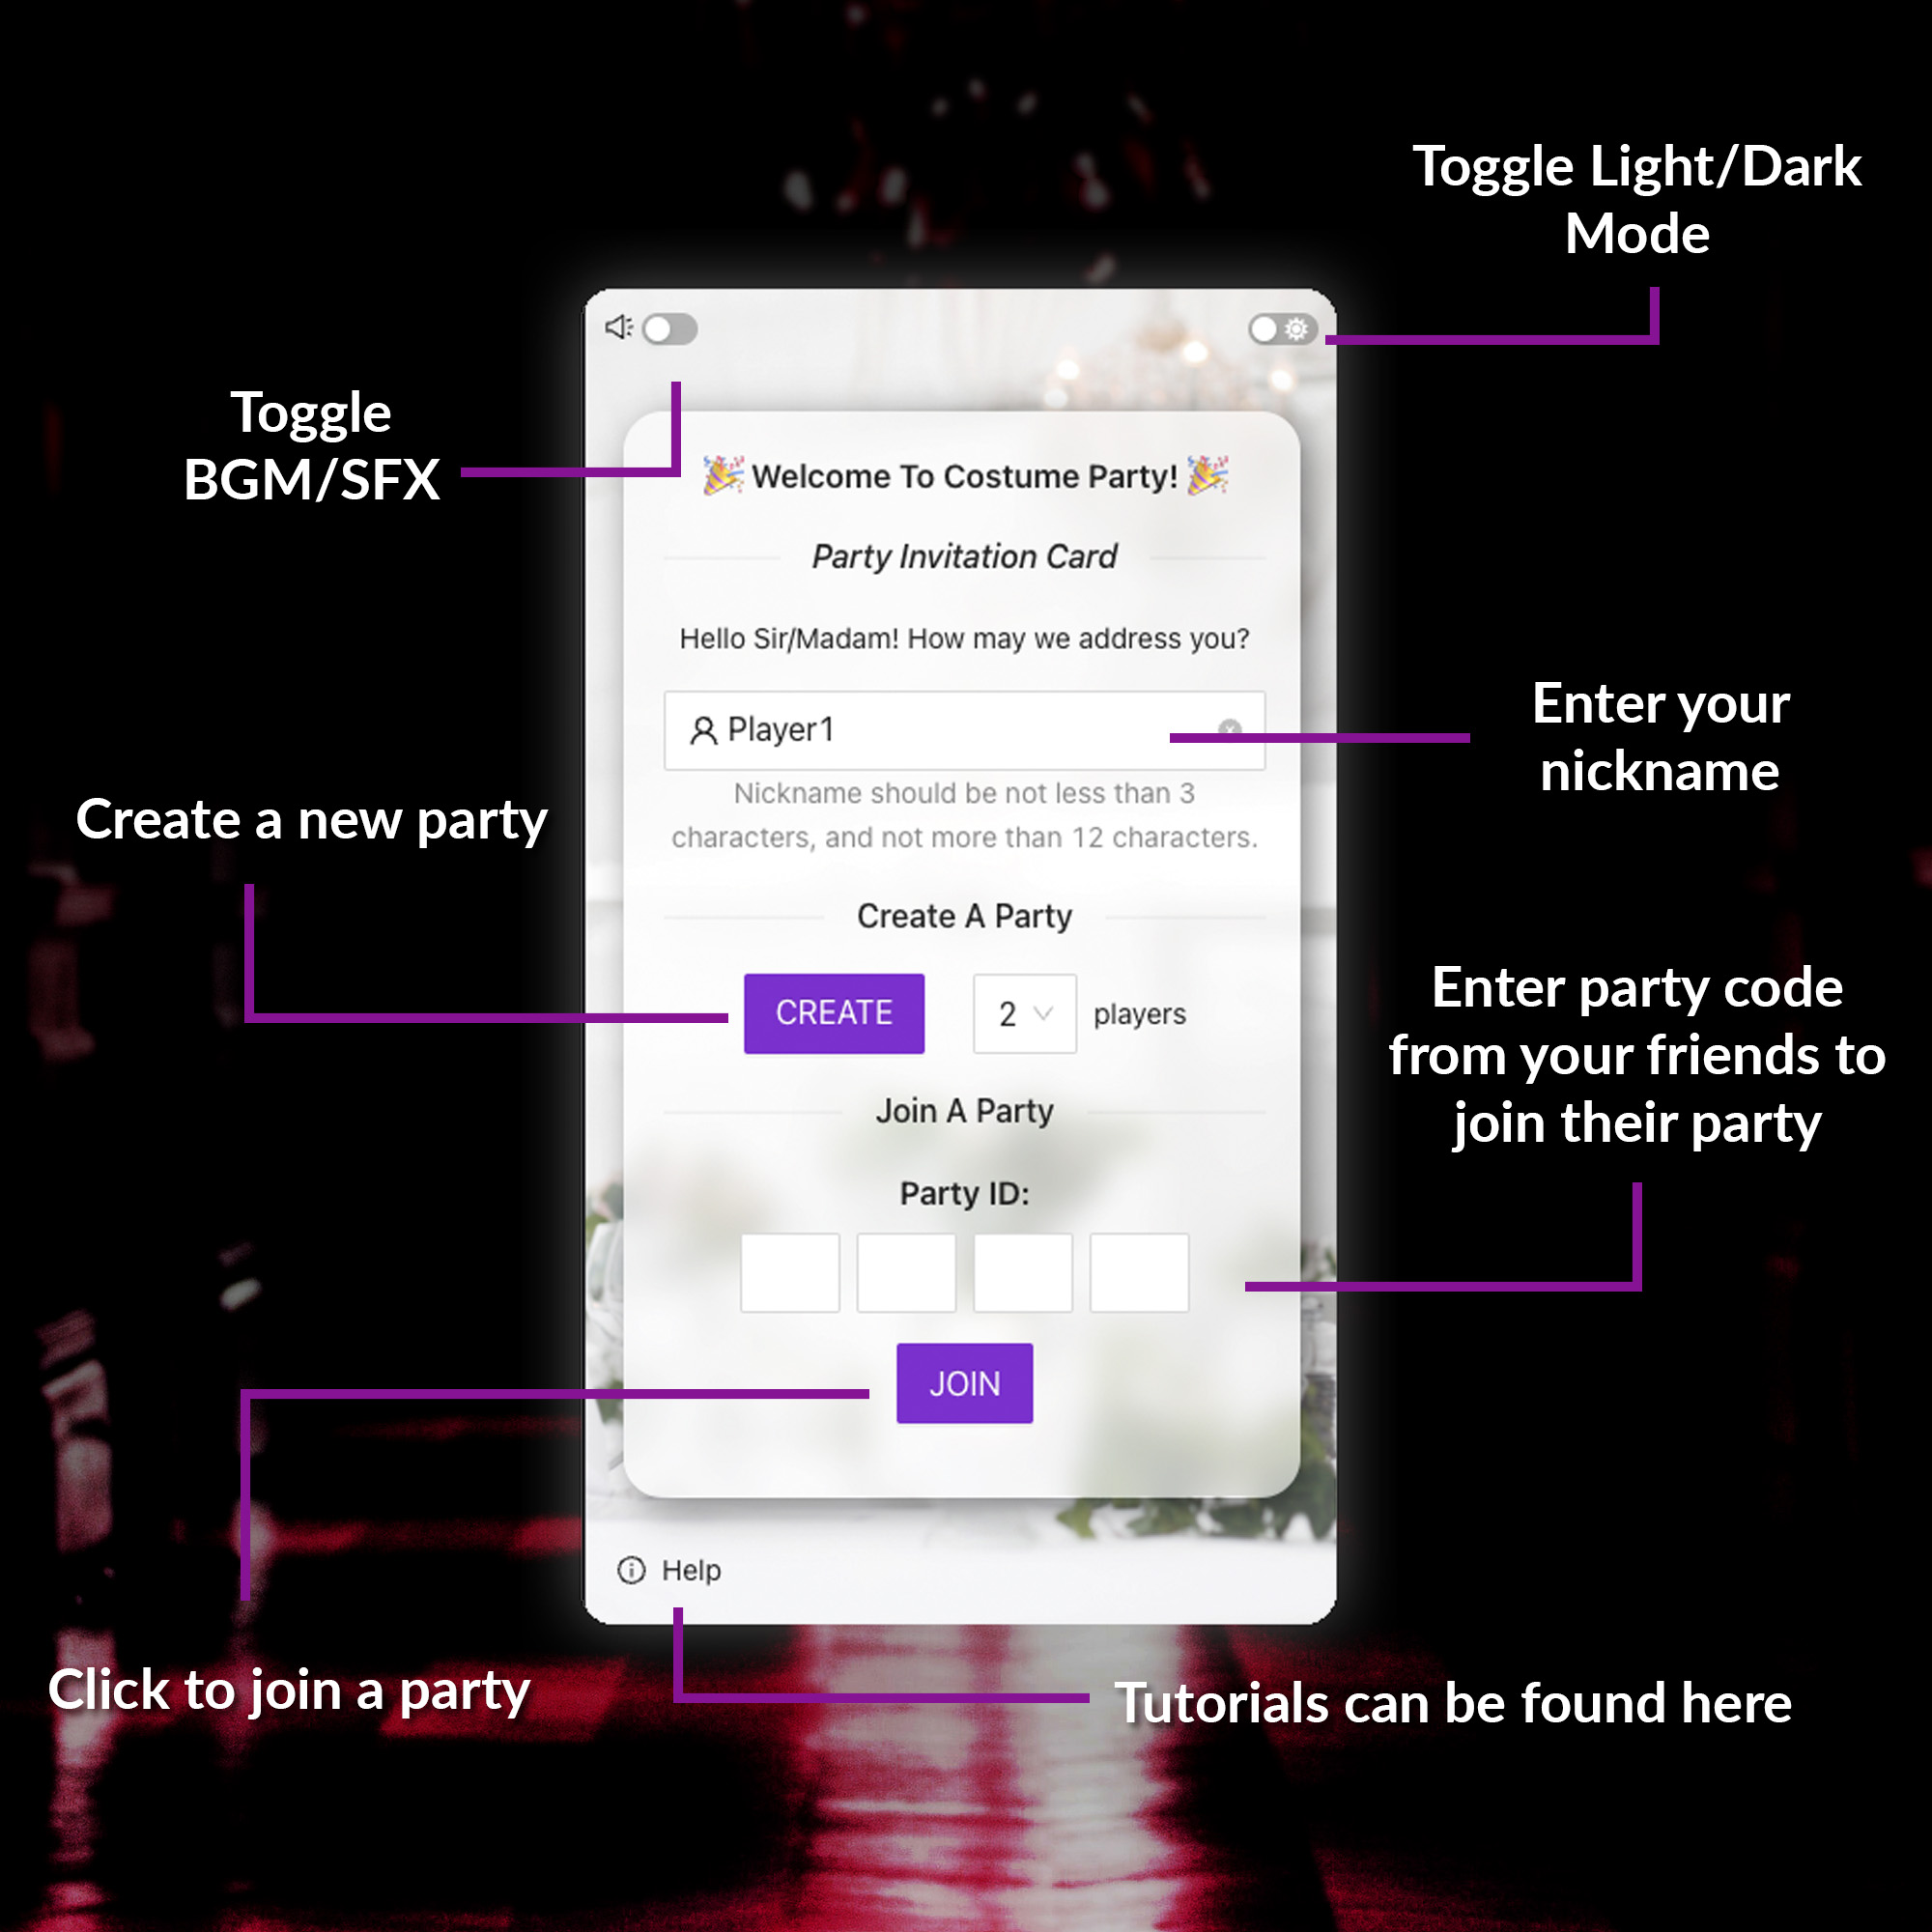 Toggle Light/Dark
Mode
Toggle
BGM/SFX
🎉 Welcome To Costume Party! 🎉
Party Invitation Card
Hello Sir/Madam! How may we address you?
Player1
Enter your
nickname
Nickname should be not less than 3
characters, and not more than 12 characters.
Create a new party
Create A Party
CREATE
2
players
Enter party code
from your friends to
join their party
Join A Party
Party ID:
JOIN
Help
Click to join a party
Tutorials can be found here